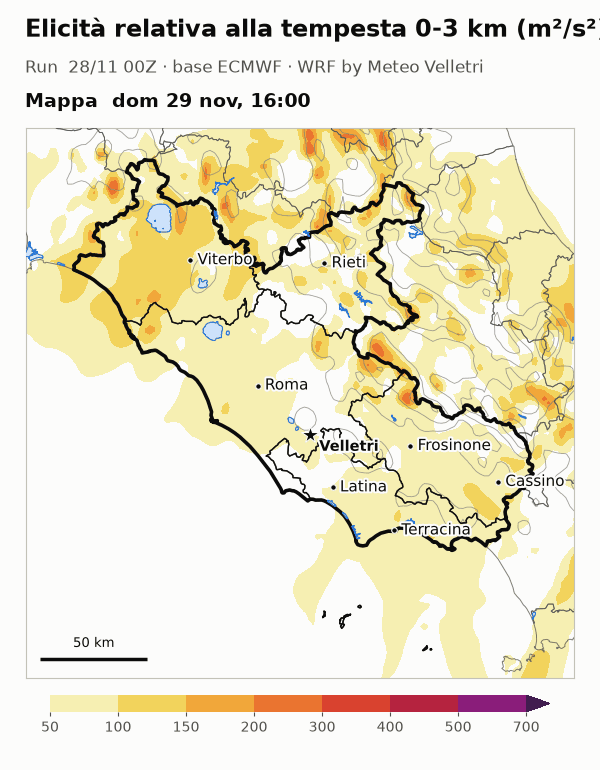 Elicità relativa alla tempesta 0-3 km (m²/s²)
Run 28/11 00Z · base ECMWF · WRF by Meteo Velletri
Mappa dom 29 nov, 16:00
Viterbo
Rieti
Roma
Velletri
Frosinone
Cassino
Latina
Terracina
50 km
50 100 150 200 300 400 500 700